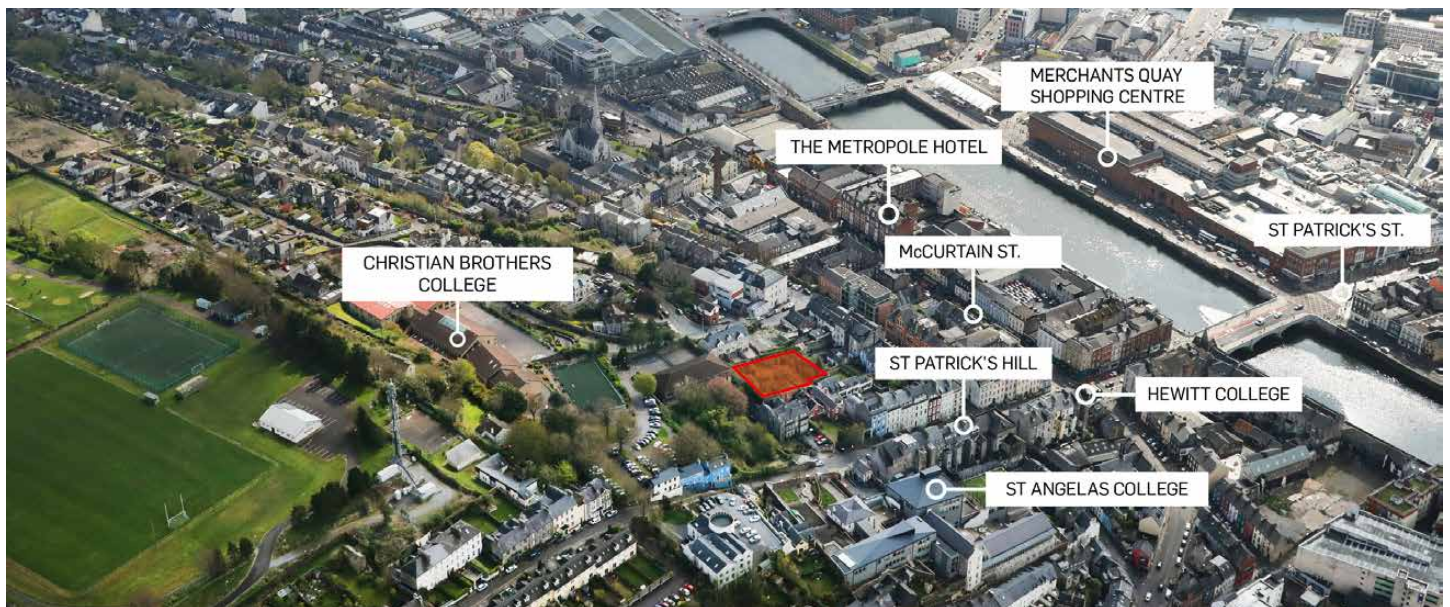 MERCHANTS QUAY
SHOPPING CENTRE
THE METROPOLE HOTEL
ST PATRICK'S ST.
McCURTAIN ST.
CHRISTIAN BROTHERS
COLLEGE
ST PATRICK'S HILL
HEWITT COLLEGE
ST ANGELAS COLLEGE